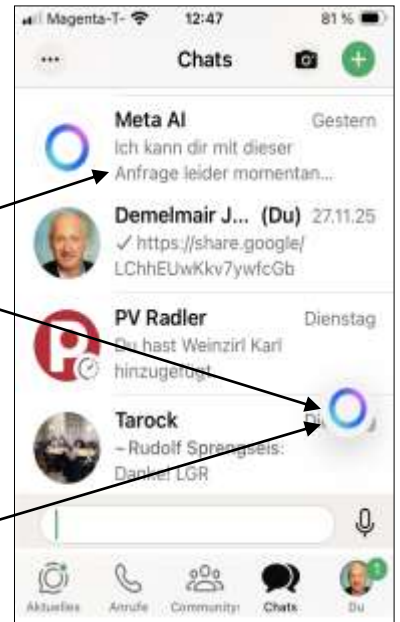 Magenta-T- 12:47 81 %
Chats
Meta AI Gestern
Ich kann dir mit dieser
Anfrage leider momentan...
Demelmair J... (Du) 27.11.25
✓ https://share.google/
LChhEUwKkv7ywfcGb
PV Radler Dienstag
Du hast Weinzirl Karl
hinzugefügt
Tarock
~ Rudolf Sprengseis:
Danke! LGR
Aktuelles Anrufe Communitys Chats Du
1